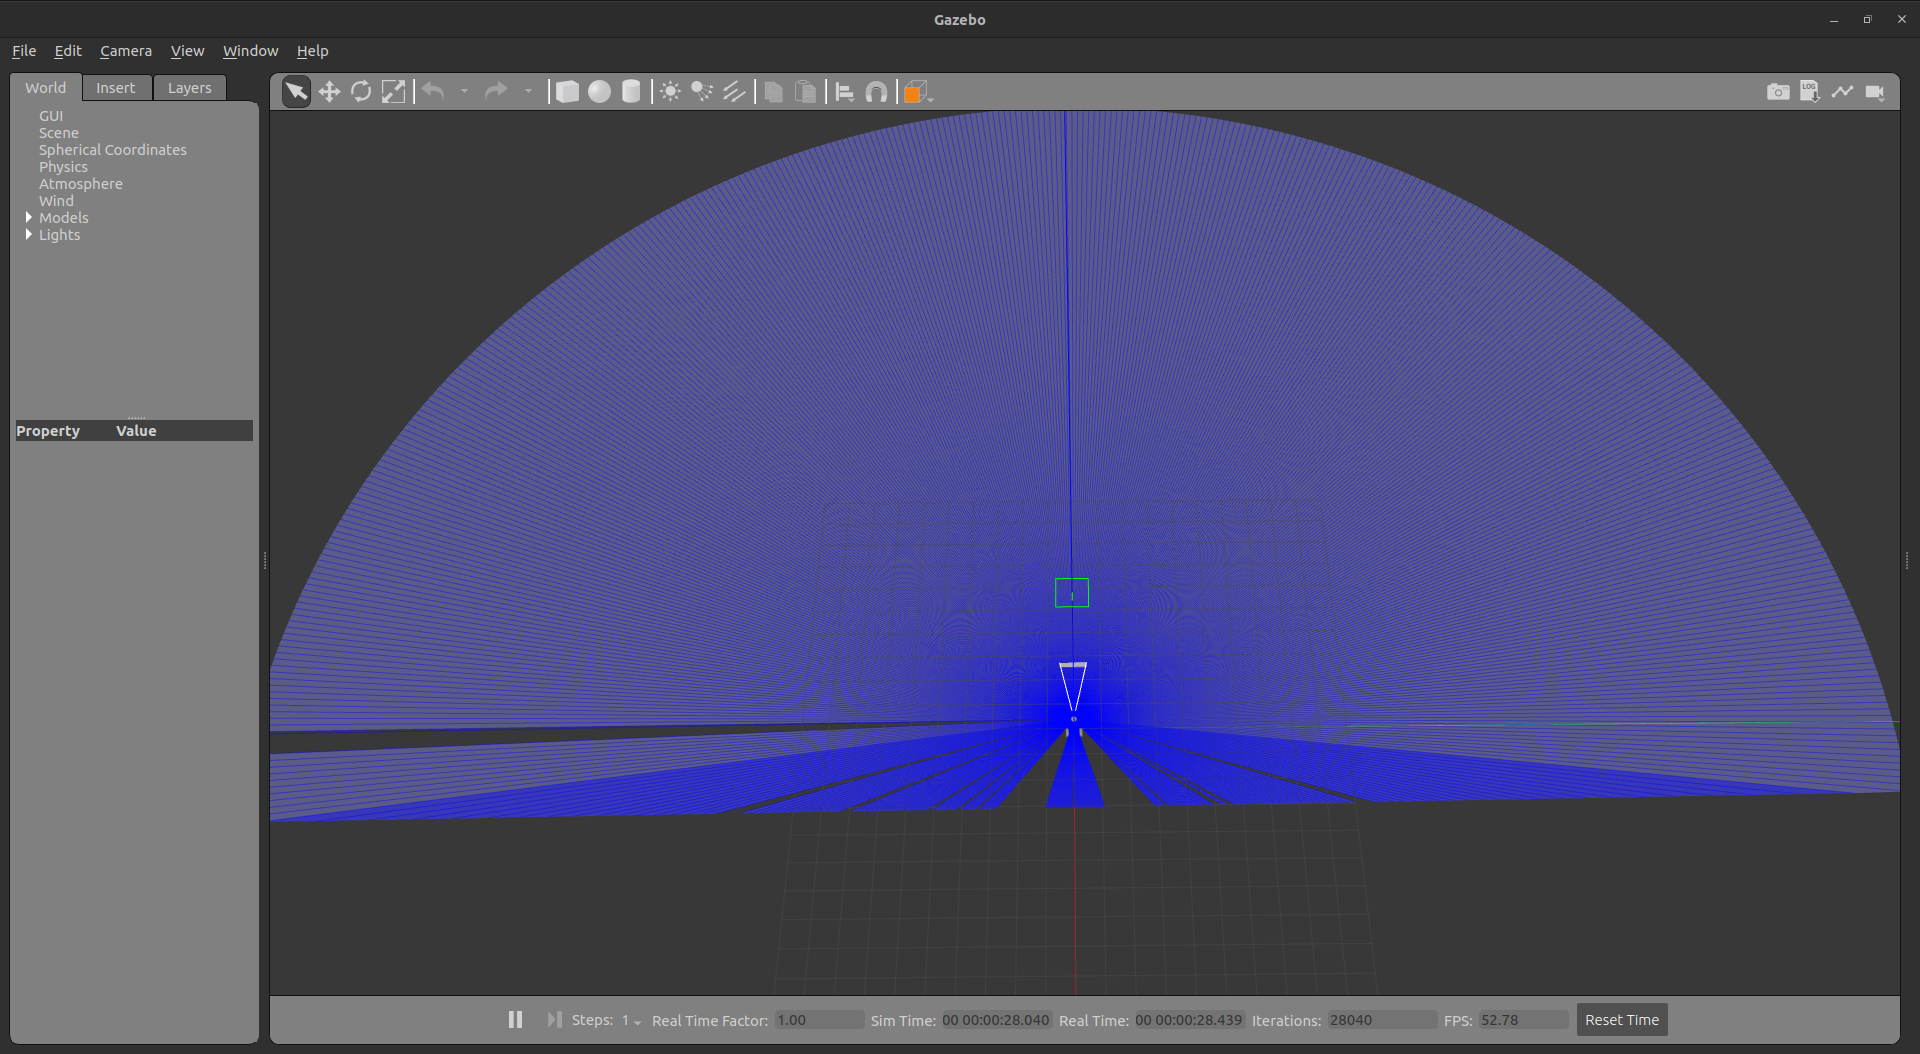 Gazebo
File Edit Camera View Window Help
World Insert Layers
GUI
Scene
Spherical Coordinates
Physics
Atmosphere
Wind
Models
Lights
Property Value
LOG
Steps: 1 Real Time Factor: 1.00 Sim Time: 00 00:00:28.040 Real Time: 00 00:00:28.439 Iterations: 28040 FPS: 52.78 Reset Time